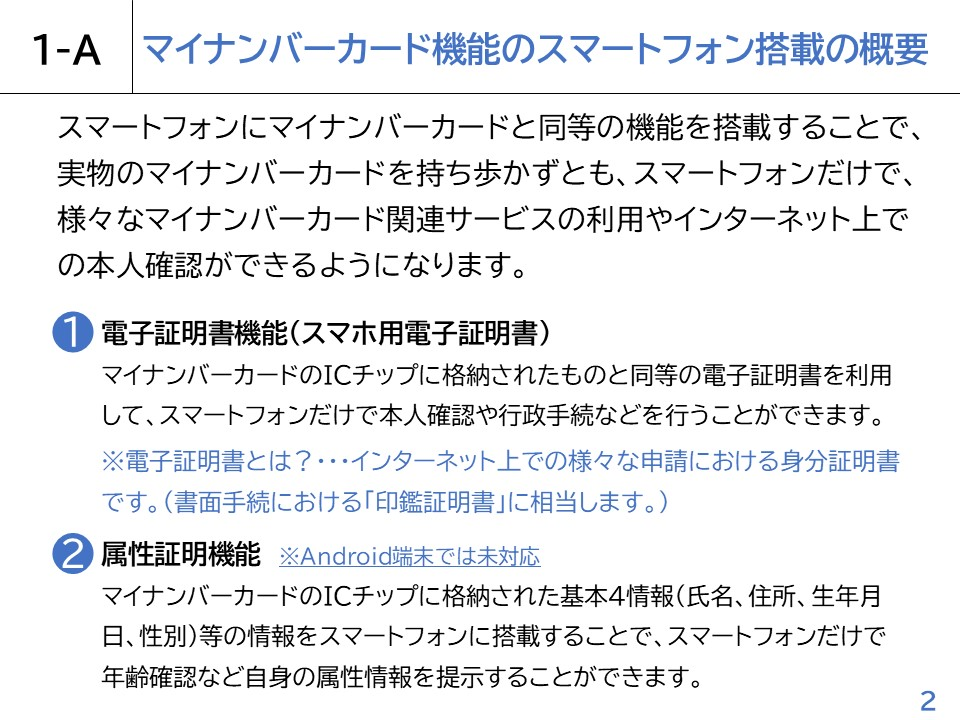 1-A
マイナンバーカード機能のスマートフォン搭載の概要
スマートフォンにマイナンバーカードと同等の機能を搭載することで、
実物のマイナンバーカードを持ち歩かずとも、スマートフォンだけで、
様々なマイナンバーカード関連サービスの利用やインターネット上で
の本人確認ができるようになります。
1 電子証明書機能（スマホ用電子証明書）
マイナンバーカードのICチップに格納されたものと同等の電子証明書を利用
して、スマートフォンだけで本人確認や行政手続などを行うことができます。
※電子証明書とは？・・・インターネット上での様々な申請における身分証明書
です。（書面手続における「印鑑証明書」に相当します。）
2 属性証明機能 ※Android端末では未対応
マイナンバーカードのICチップに格納された基本４情報（氏名、住所、生年月
日、性別）等の情報をスマートフォンに搭載することで、スマートフォンだけで
年齢確認など自身の属性情報を提示することができます。
2